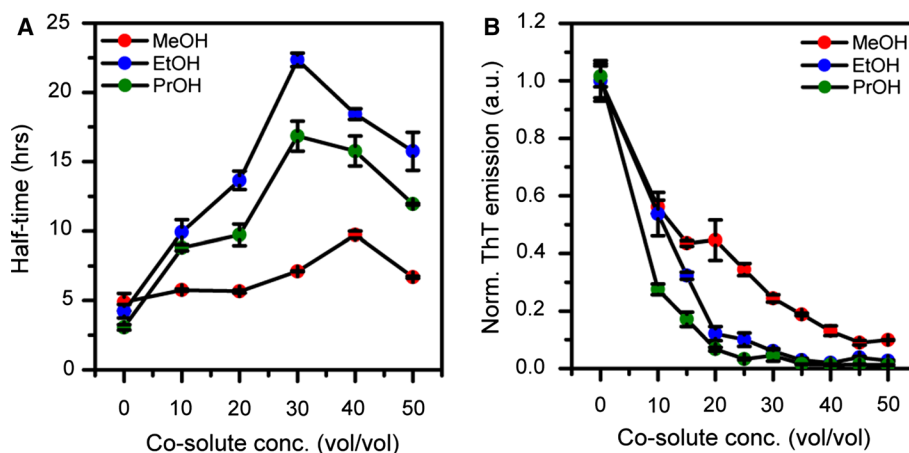 A
MeOH
EtOH
PrOH
Half-time (hrs)
25
20
15
10
5
0
0 10 20 30 40 50
Co-solute conc. (vol/vol)
B
MeOH
EtOH
PrOH
Norm. ThT emission (a.u.)
1.0
0.8
0.6
0.4
0.2
0.0
0 10 20 30 40 50
Co-solute conc. (vol/vol)